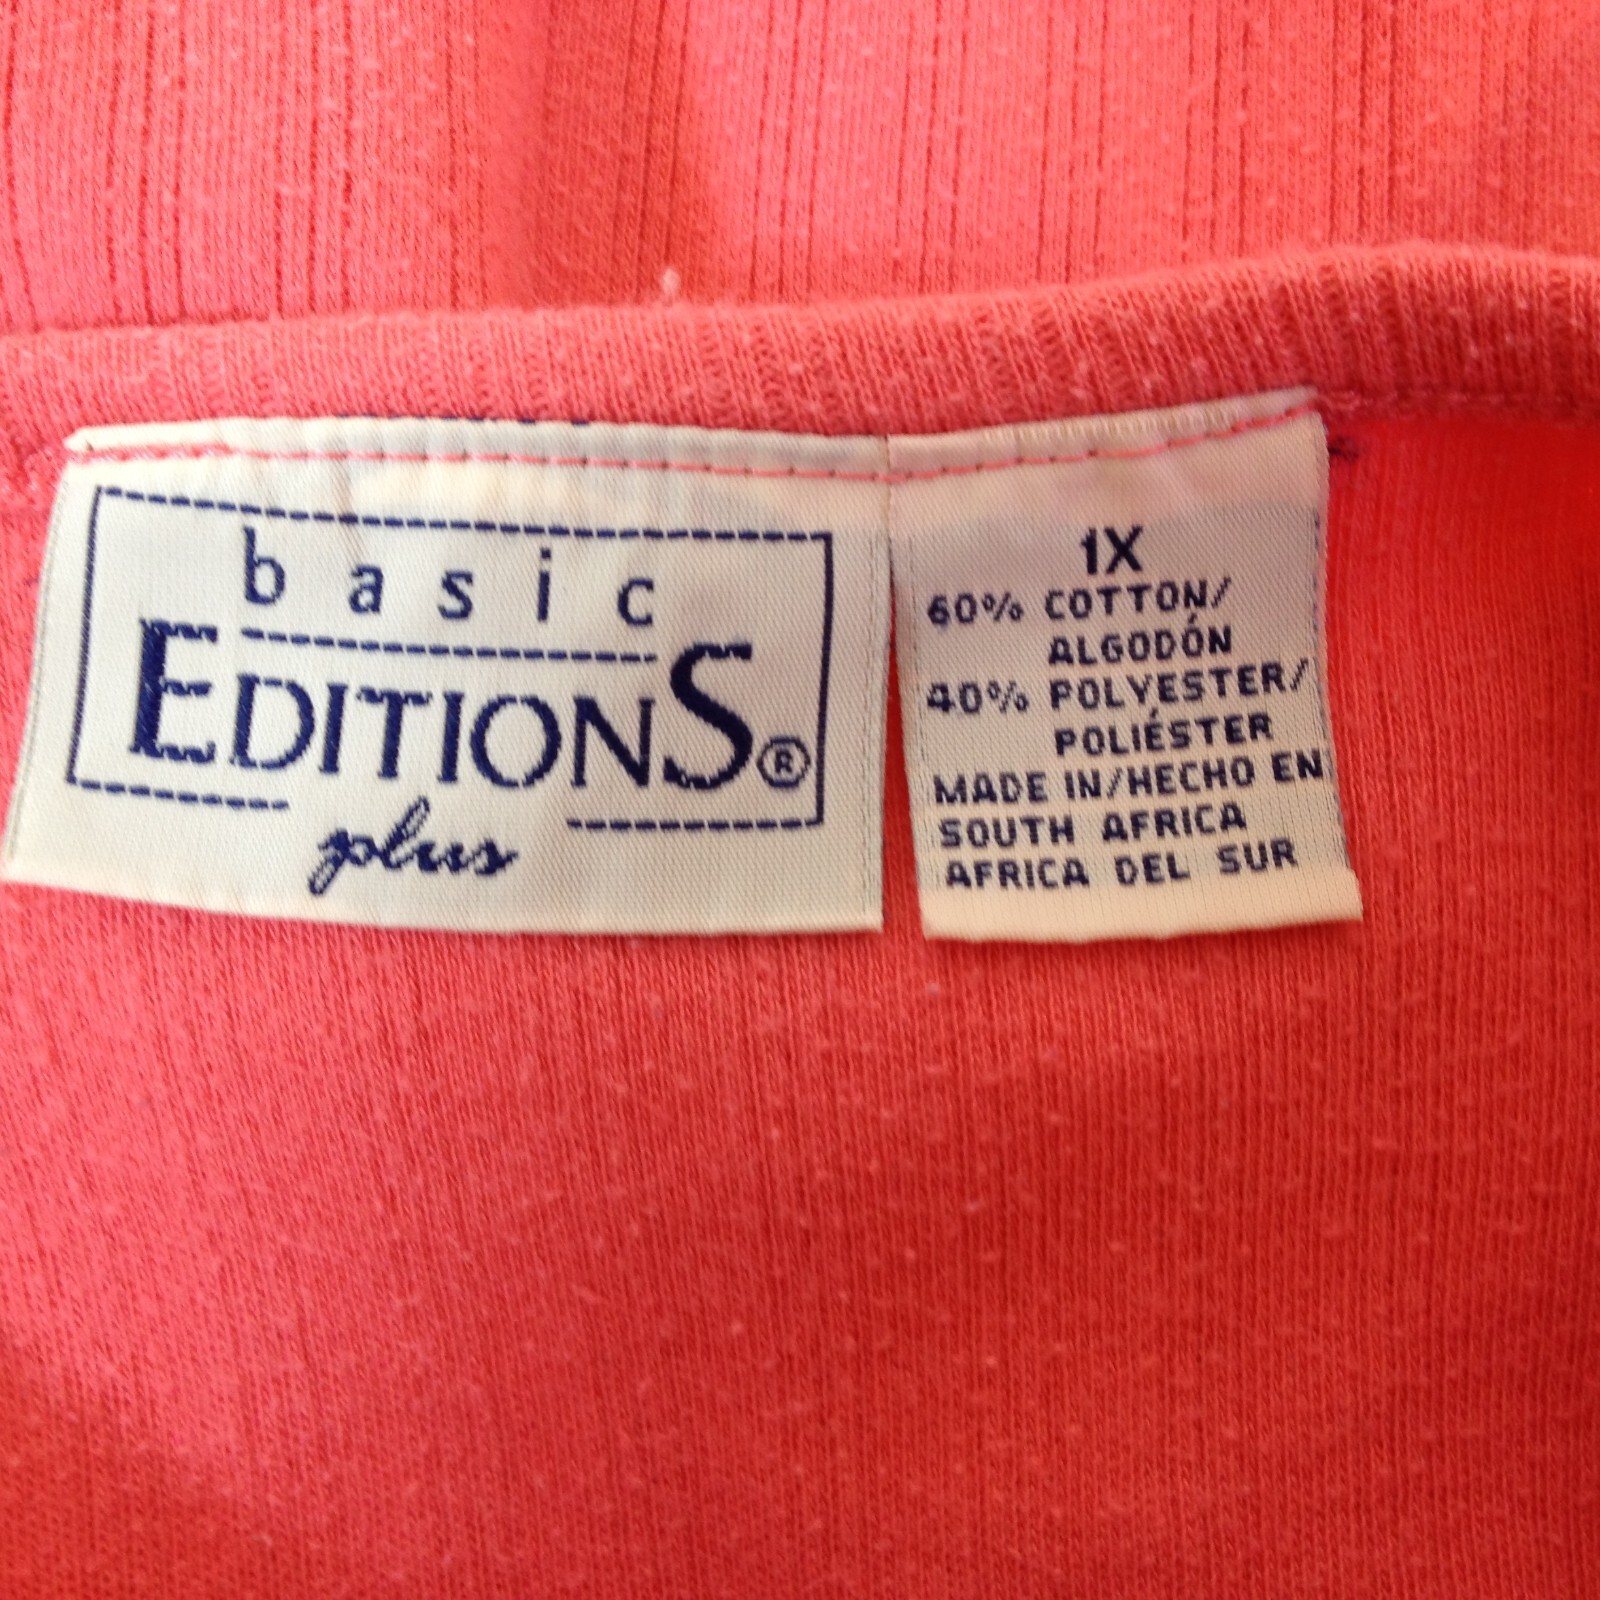 basic
EDITIONS®
plus
1X
60% COTTON/
ALGODÓN
40% POLYESTER/
POLIÉSTER
MADE IN/HECHO EN
SOUTH AFRICA
AFRICA DEL SUR